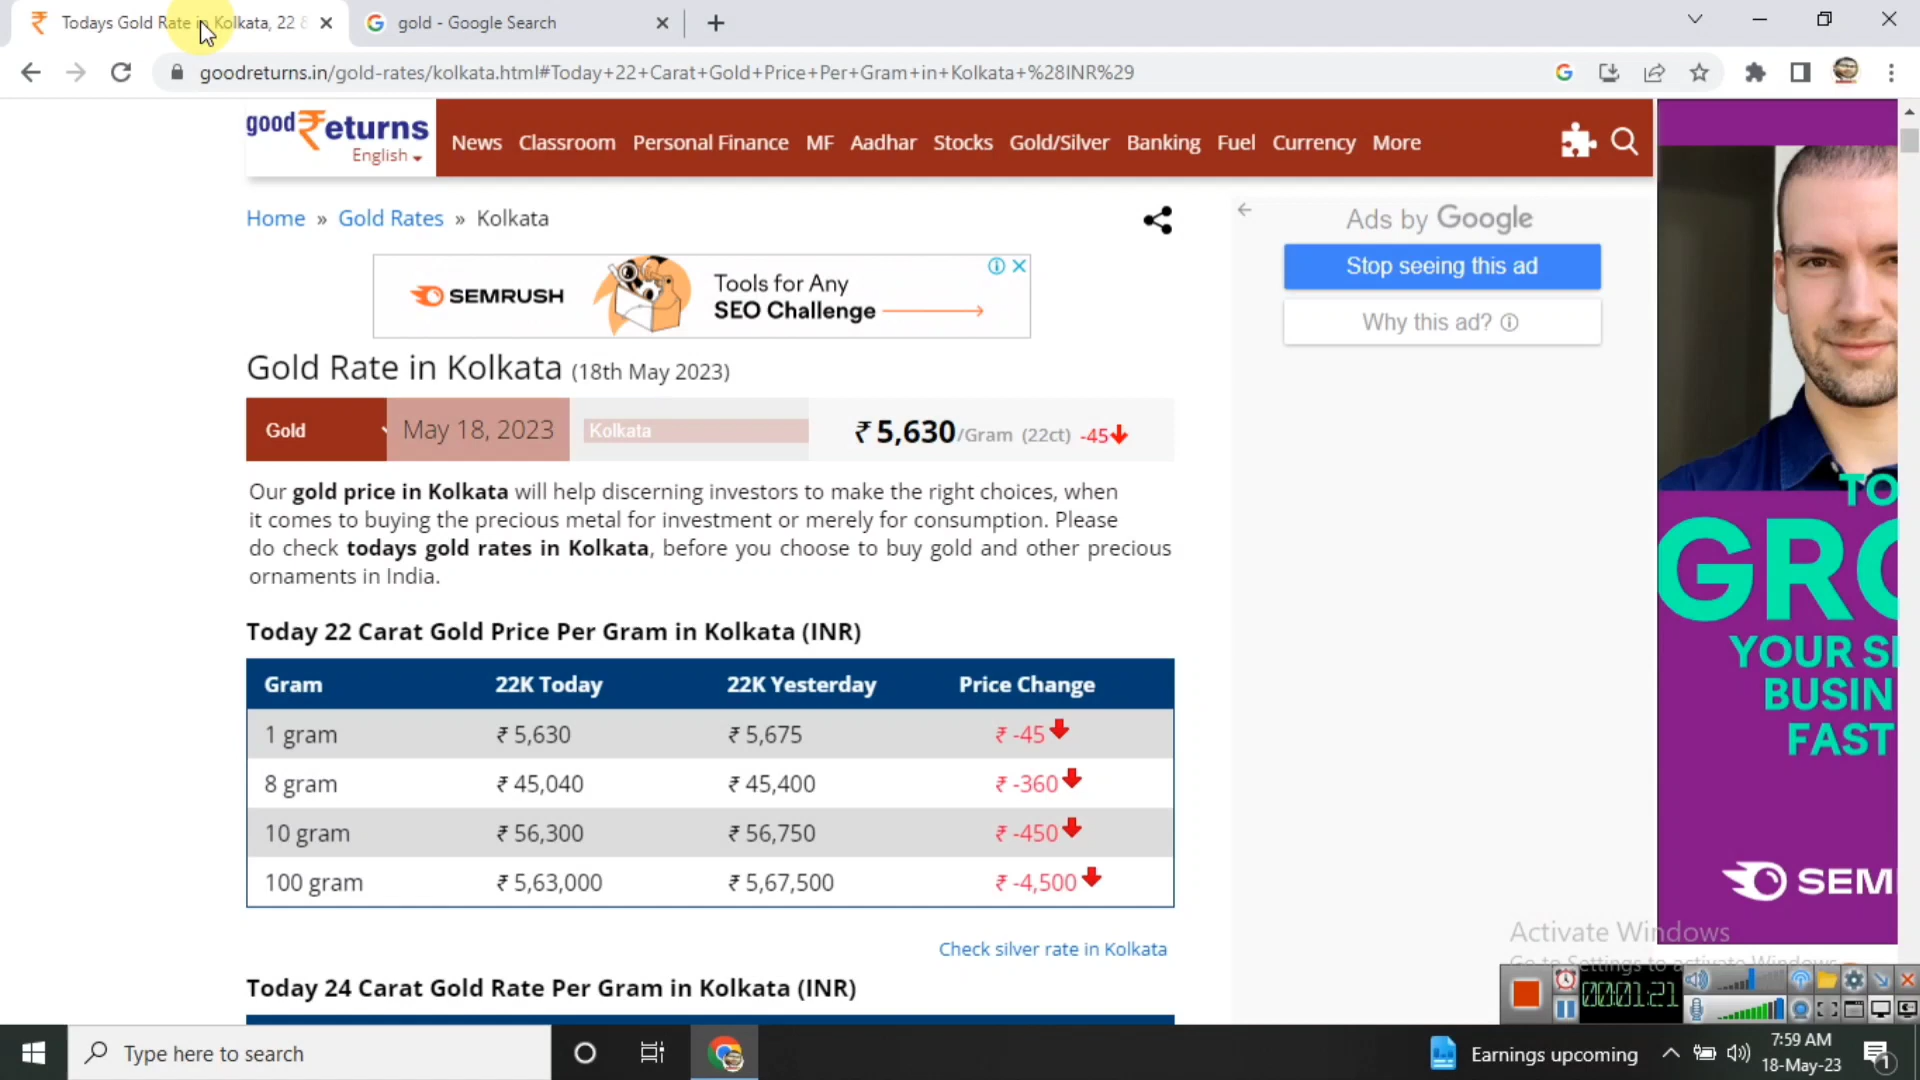 Todays Gold Rate in Kolkata, 22 &
gold - Google Search
goodreturns.in/gold-rates/kolkata.html#Today+22+Carat+Gold+Price+Per+Gram+in+Kolkata+%28INR%29
good₹eturns
English
News Classroom Personal Finance MF Aadhar Stocks Gold/Silver Banking Fuel Currency More
Home » Gold Rates » Kolkata
Ads by Google
Stop seeing this ad
Why this ad?
SEMRUSH
Tools for Any
SEO Challenge
Gold Rate in Kolkata (18th May 2023)
Gold May 18, 2023 Kolkata ₹ 5,630/Gram (22ct) -45
Our gold price in Kolkata will help discerning investors to make the right choices, when
it comes to buying the precious metal for investment or merely for consumption. Please
do check todays gold rates in Kolkata, before you choose to buy gold and other precious
ornaments in India.
Today 22 Carat Gold Price Per Gram in Kolkata (INR)
Gram 22K Today 22K Yesterday Price Change
1 gram ₹ 5,630 ₹ 5,675 ₹ -45
8 gram ₹ 45,040 ₹ 45,400 ₹ -360
10 gram ₹ 56,300 ₹ 56,750 ₹ -450
100 gram ₹ 5,63,000 ₹ 5,67,500 ₹ -4,500
Check silver rate in Kolkata
Today 24 Carat Gold Rate Per Gram in Kolkata (INR)
TO
GRO
YOUR S
BUSIN
FAST
SEM
Activate Windows
Go to Settings to activate Windows.
00:01:21
Type here to search
Earnings upcoming
7:59 AM
18-May-23
1